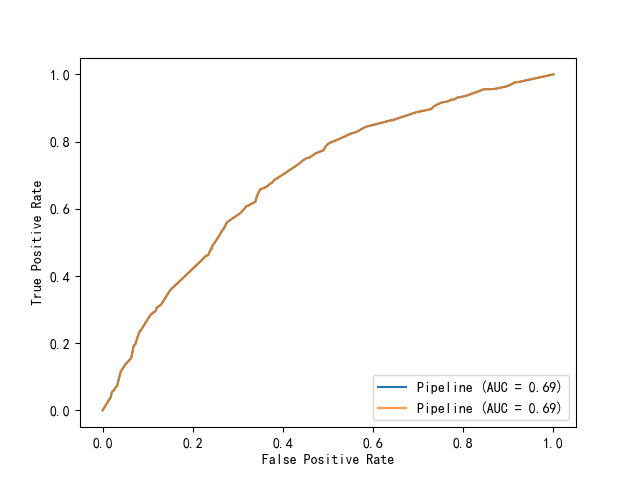 1.0
0.8
0.6
0.4
0.2
0.0
True Positive Rate
Pipeline (AUC = 0.69)
Pipeline (AUC = 0.69)
0.0 0.2 0.4 0.6 0.8 1.0
False Positive Rate